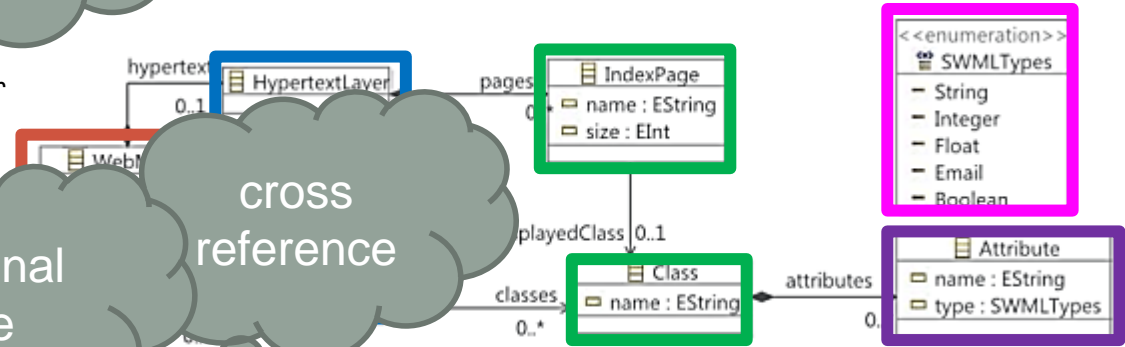 hypertext
HypertextLayer
0..1
pages
IndexPage
name : EString
size : EInt
<<enumeration>>
SWMLTypes
String
Integer
Float
Email
Boolean
cross
reference
playedClass 0..1
Class
name : EString
classes
0..*
attributes
Attribute
name : EString
type : SWMLTypes